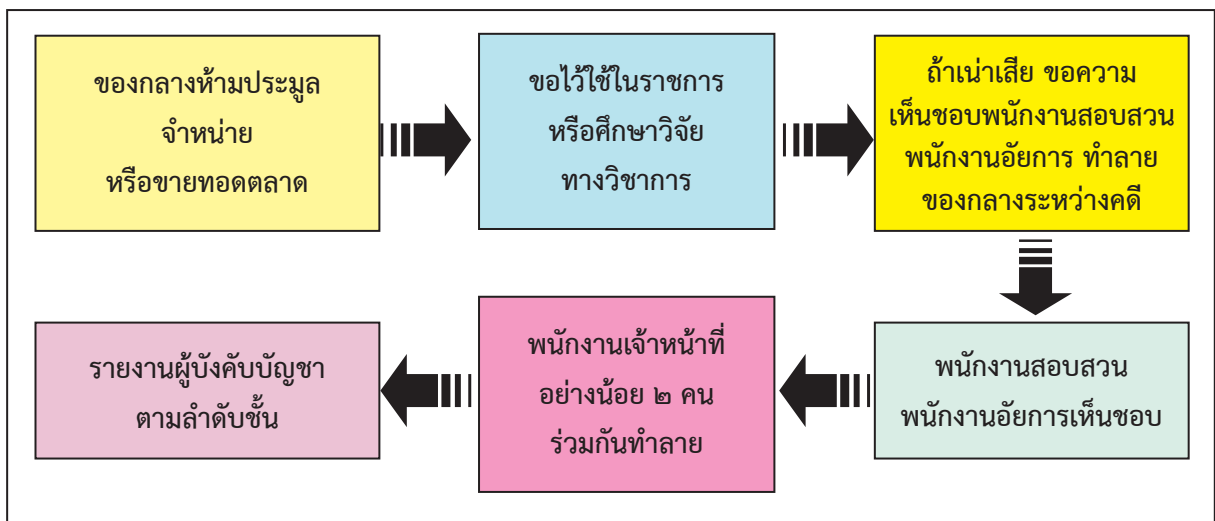 ของกลางห้ามประมูล
จำหน่าย
หรือขายทอดตลาด
ขอไว้ใช้ในราชการ
หรือศึกษาวิจัย
ทางวิชาการ
ถ้าเน่าเสีย ขอความ
เห็นชอบพนักงานสอบสวน
พนักงานอัยการ ทำลาย
ของกลางระหว่างคดี
พนักงานสอบสวน
พนักงานอัยการเห็นชอบ
พนักงานเจ้าหน้าที่
อย่างน้อย ๒ คน
ร่วมกันทำลาย
รายงานผู้บังคับบัญชา
ตามลำดับชั้น